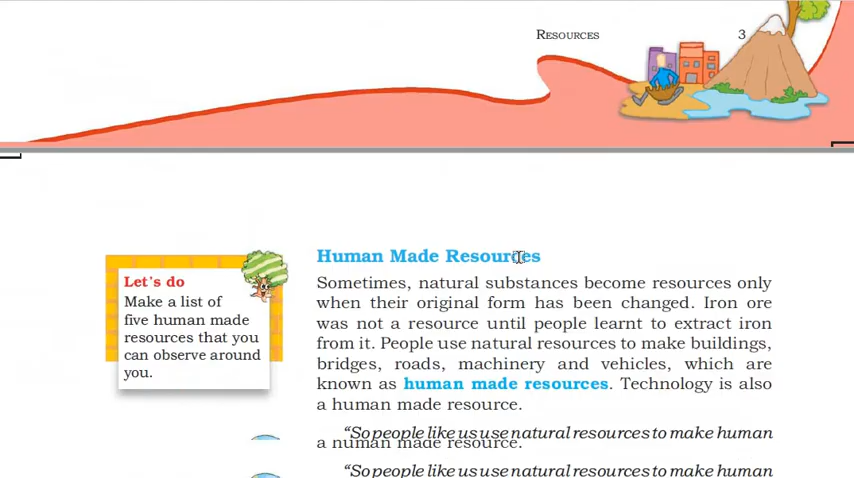 RESOURCES 3
Human Made Resources
Let's do
Make a list of
five human made
resources that you
can observe around
you.
Sometimes, natural substances become resources only
when their original form has been changed. Iron ore
was not a resource until people learnt to extract iron
from it. People use natural resources to make buildings,
bridges, roads, machinery and vehicles, which are
known as human made resources. Technology is also
a human made resource.
“So people like us use natural resources to make human
a human made resource.
“So people like us use natural resources to make human